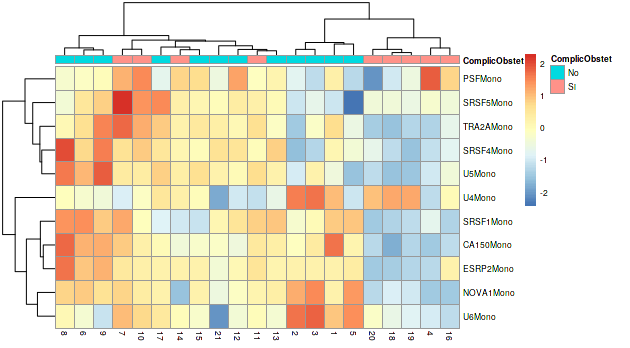 ComplicObstet
PSFMono
SRSF5Mono
TRA2AMono
SRSF4Mono
U5Mono
U4Mono
SRSF1Mono
CA150Mono
ESRP2Mono
NOVA1Mono
U6Mono
8 6 9 7 10 17 14 15 21 12 11 13 2 3 1 5 20 18 19 4 16
2
1
0
-1
-2
ComplicObstet
No
Si